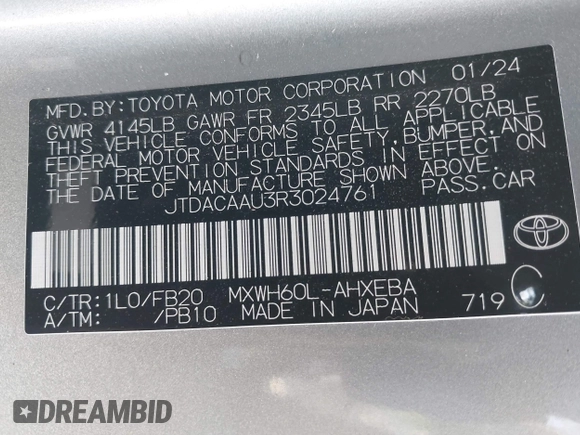 MFD.BY:TOYOTA MOTOR CORPORATION 01/24
GVWR 4145LB GAWR FR 2345LB RR 2270LB
THIS VEHICLE CONFORMS TO ALL APPLICABLE
FEDERAL MOTOR VEHICLE SAFETY,BUMPER,AND
THEFT PREVENTION STANDARDS IN EFFECT ON
THE DATE OF MANUFACTURE SHOWN ABOVE.
JTDACAAU3R3024761 PASS.CAR
C/TR:1L0/FB20 MXWH60L-AHXEBA
A/TM: /PB10 MADE IN JAPAN 719 C
DREAMBID